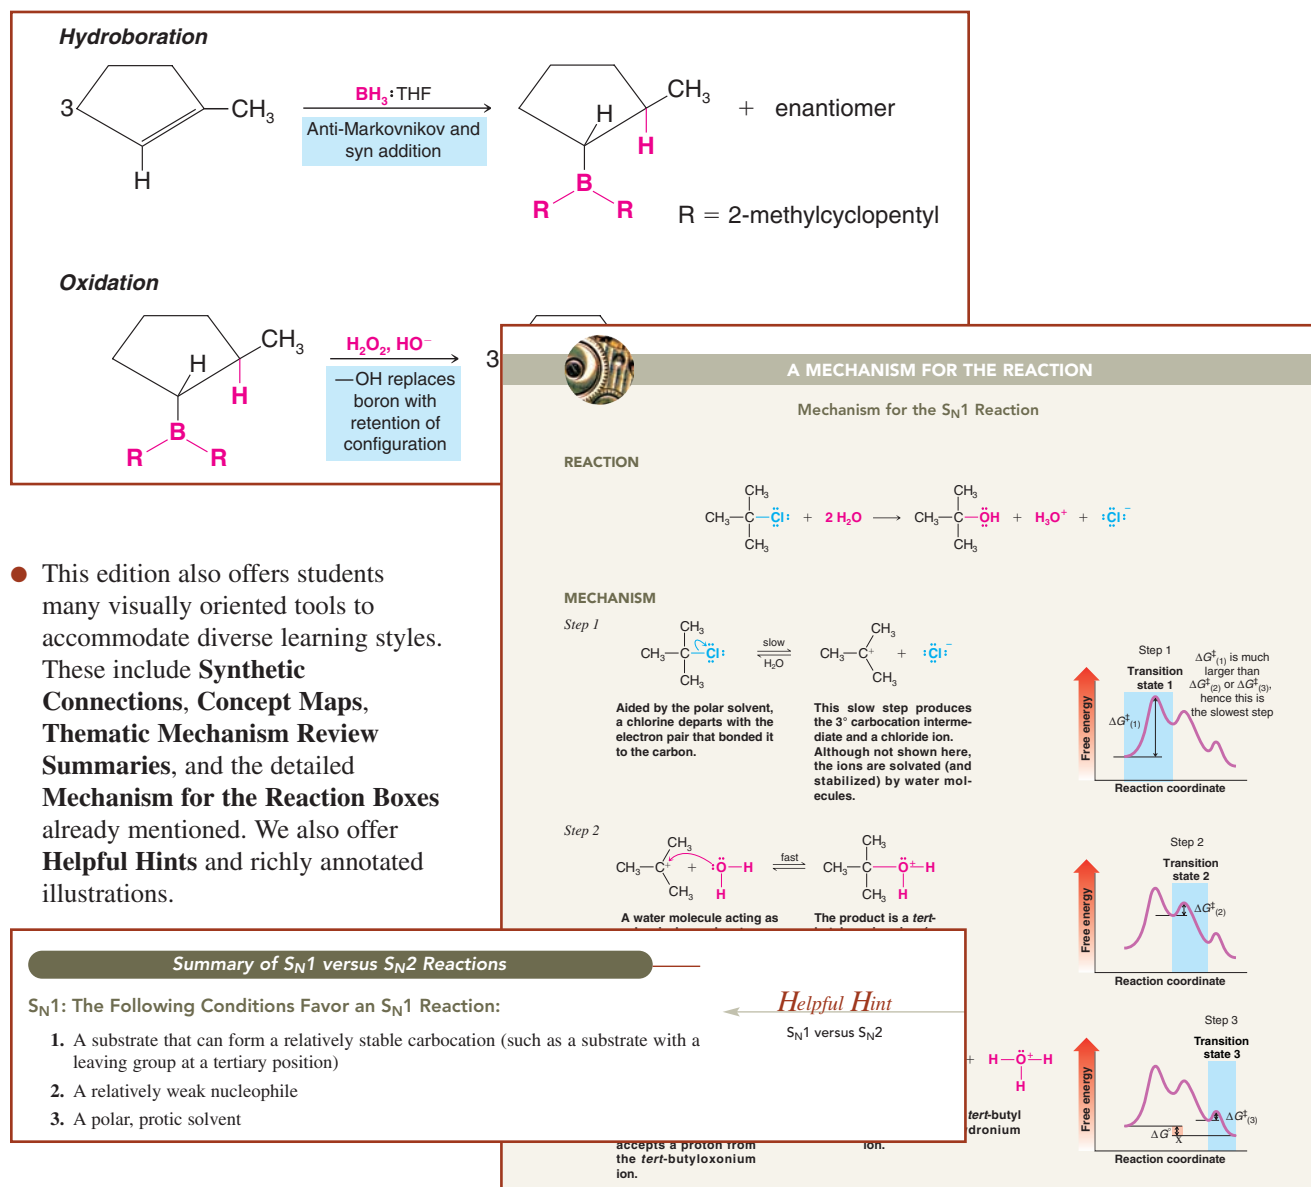 Hydroboration
3
CH₃
H
BH₃:THF
Anti-Markovnikov and
syn addition
CH₃
H
H
B
R R
+ enantiomer
R = 2-methylcyclopentyl
Oxidation
CH₃
H
H
B
R R
H₂O₂, HO⁻
—OH replaces
boron with
retention of
configuration
3
A MECHANISM FOR THE REACTION
Mechanism for the SN1 Reaction
REACTION
CH₃
CH₃—C—Cl: + 2 H₂O ⟶ CH₃—C—OH + H₃O⁺ + :Cl:⁻
CH₃
CH₃
CH₃
MECHANISM
Step 1
CH₃
CH₃—C—Cl:
CH₃
slow
H₂O
CH₃
CH₃—C⁺ + :Cl:⁻
CH₃
Aided by the polar solvent,
a chlorine departs with the
electron pair that bonded it
to the carbon.
This slow step produces
the 3° carbocation interme-
diate and a chloride ion.
Although not shown here,
the ions are solvated (and
stabilized) by water mol-
ecules.
Step 1
Transition
state 1
ΔG‡(1) is much
larger than
ΔG‡(2) or ΔG‡(3),
hence this is
the slowest step
ΔG‡(1)
Free energy
Reaction coordinate
Step 2
CH₃
CH₃—C⁺ + :O—H
CH₃ H
fast
CH₃
CH₃—C—O⁺—H
CH₃ H
A water molecule acting as
The product is a tert-
Step 2
Transition
state 2
ΔG‡(2)
Free energy
Reaction coordinate
+ H—O⁺—H
H
tert-butyl
dronium
ion.
accepts a proton from
the tert-butyloxonium
ion.
Step 3
Transition
state 3
ΔG‡(3)
ΔG°
X
Free energy
Reaction coordinate
● This edition also offers students
many visually oriented tools to
accommodate diverse learning styles.
These include Synthetic
Connections, Concept Maps,
Thematic Mechanism Review
Summaries, and the detailed
Mechanism for the Reaction Boxes
already mentioned. We also offer
Helpful Hints and richly annotated
illustrations.
Summary of SN1 versus SN2 Reactions
SN1: The Following Conditions Favor an SN1 Reaction:
1. A substrate that can form a relatively stable carbocation (such as a substrate with a
leaving group at a tertiary position)
2. A relatively weak nucleophile
3. A polar, protic solvent
Helpful Hint
SN1 versus SN2